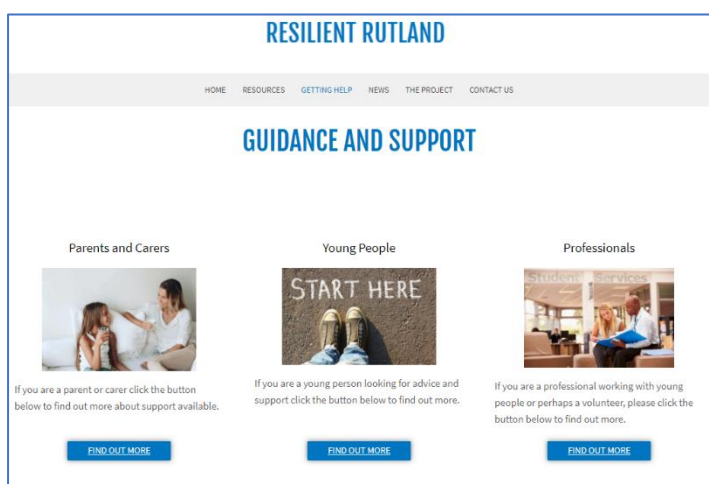 RESILIENT RUTLAND
HOME RESOURCES GETTING HELP NEWS THE PROJECT CONTACT US
GUIDANCE AND SUPPORT
Parents and Carers
If you are a parent or carer click the button
below to find out more about support available.
FIND OUT MORE
Young People
START HERE
If you are a young person looking for advice and
support click the button below to find out more.
FIND OUT MORE
Professionals
Student Services
If you are a professional working with young
people or perhaps a volunteer, please click the
button below to find out more.
FIND OUT MORE